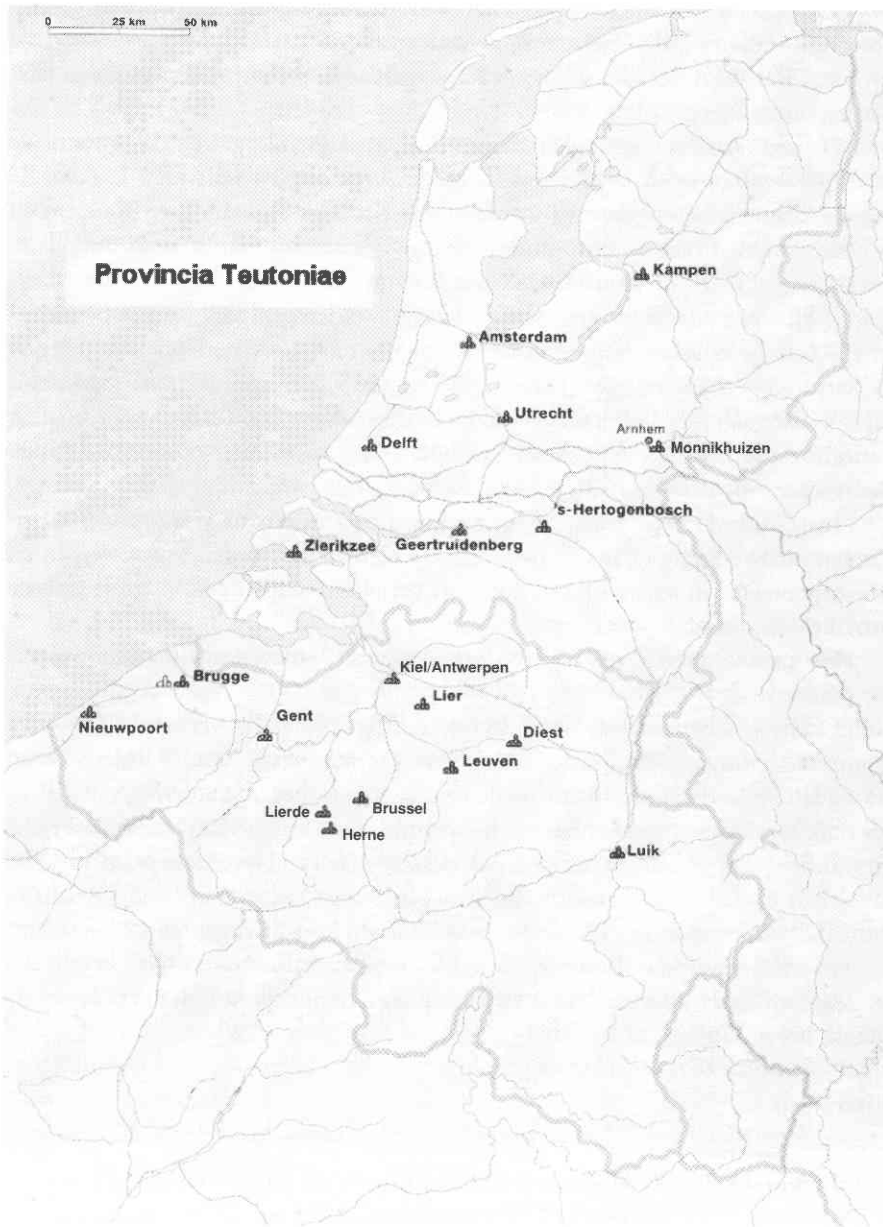 0 25 km 50 km
Provincia Teutoniae
Kampen
Amsterdam
Utrecht
Arnhem
Delft
Monnikhuizen
's-Hertogenbosch
Zierikzee
Geertruidenberg
Brugge
Kiel/Antwerpen
Lier
Nieuwpoort
Gent
Diest
Leuven
Brussel
Lierde
Herne
Luik